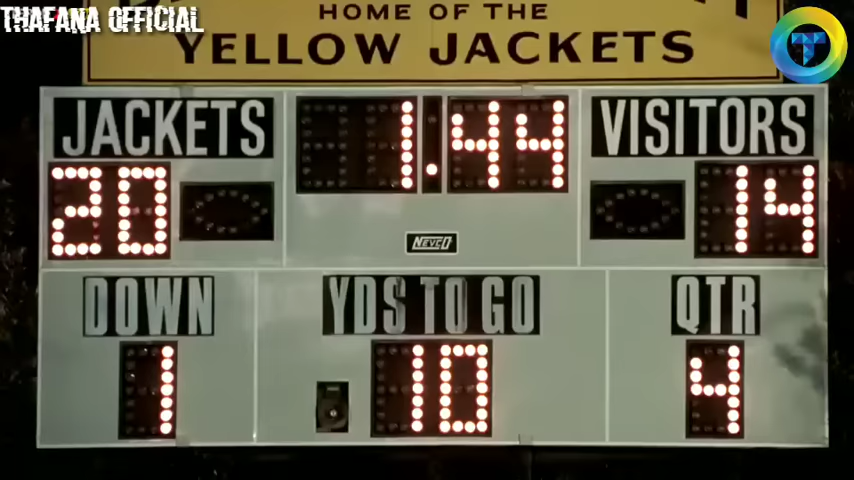 THAFANA OFFICIAL
HOME OF THE
YELLOW JACKETS
JACKETS 1.44 VISITORS
20 14
NEVCO
DOWN YDS TO GO QTR
1 10 4